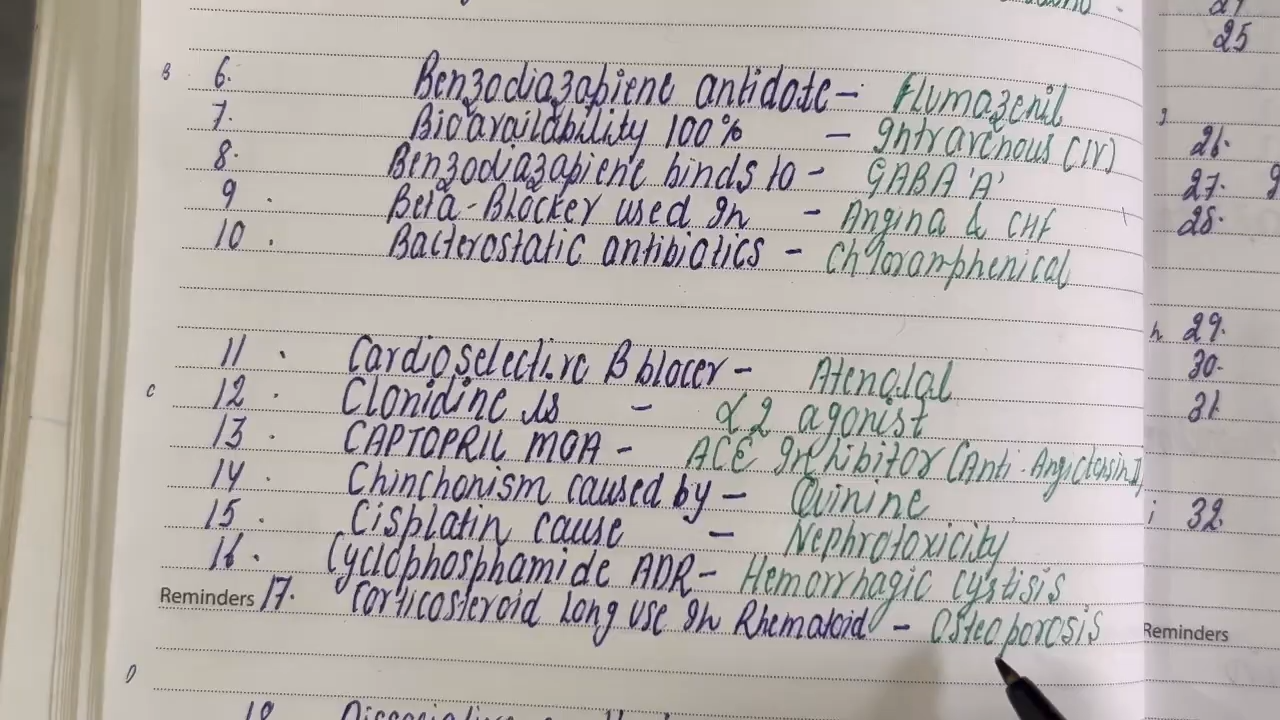 25
B 6. Benzodiazapiene antidote - Flumazenil
7. Bioavailability 100% - Intravenous (IV)
8. Benzodiazapiene binds to - GABA 'A'
9. Beta-Blocker used In - Angina & CHF
10. Bacterostatic antibiotics - Chloramphenical
26.
27.
28.
11. Cardioselective B blocer - Atenolol
C 12. Clonidine is - α2 agonist
13. CAPTOPRIL MOA - ACE Inhibitor (Anti-
14. Chinchonism caused by - Quinine
15. Cisplatin cause - Nephrotoxicity
16. Cyclophosphamide ADR - Hemorrhagic cystisis
Reminders 17. Corticosteroid Long use In Rhematoid - Osteoporosis
D
18
h 29.
30.
31
i 32.
Reminders